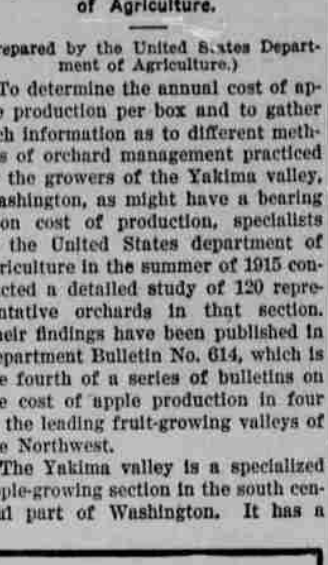 of Agriculture.
repared by the United States Depart-
ment of Agriculture.)
To determine the annual cost of ap-
e production per box and to gather
ch information as to different meth-
s of orchard management practiced
the growers of the Yakima valley,
ashington, as might have a bearing
on cost of production, specialists
the United States department of
riculture in the summer of 1915 con-
cted a detailed study of 120 repre-
ntative orchards in that section.
heir findings have been published in
epartment Bulletin No. 614, which is
e fourth of a series of bulletins on
e cost of apple production in four
the leading fruit-growing valleys of
e Northwest.
The Yakima valley is a specialized
ple-growing section in the south cen-
al part of Washington. It has a